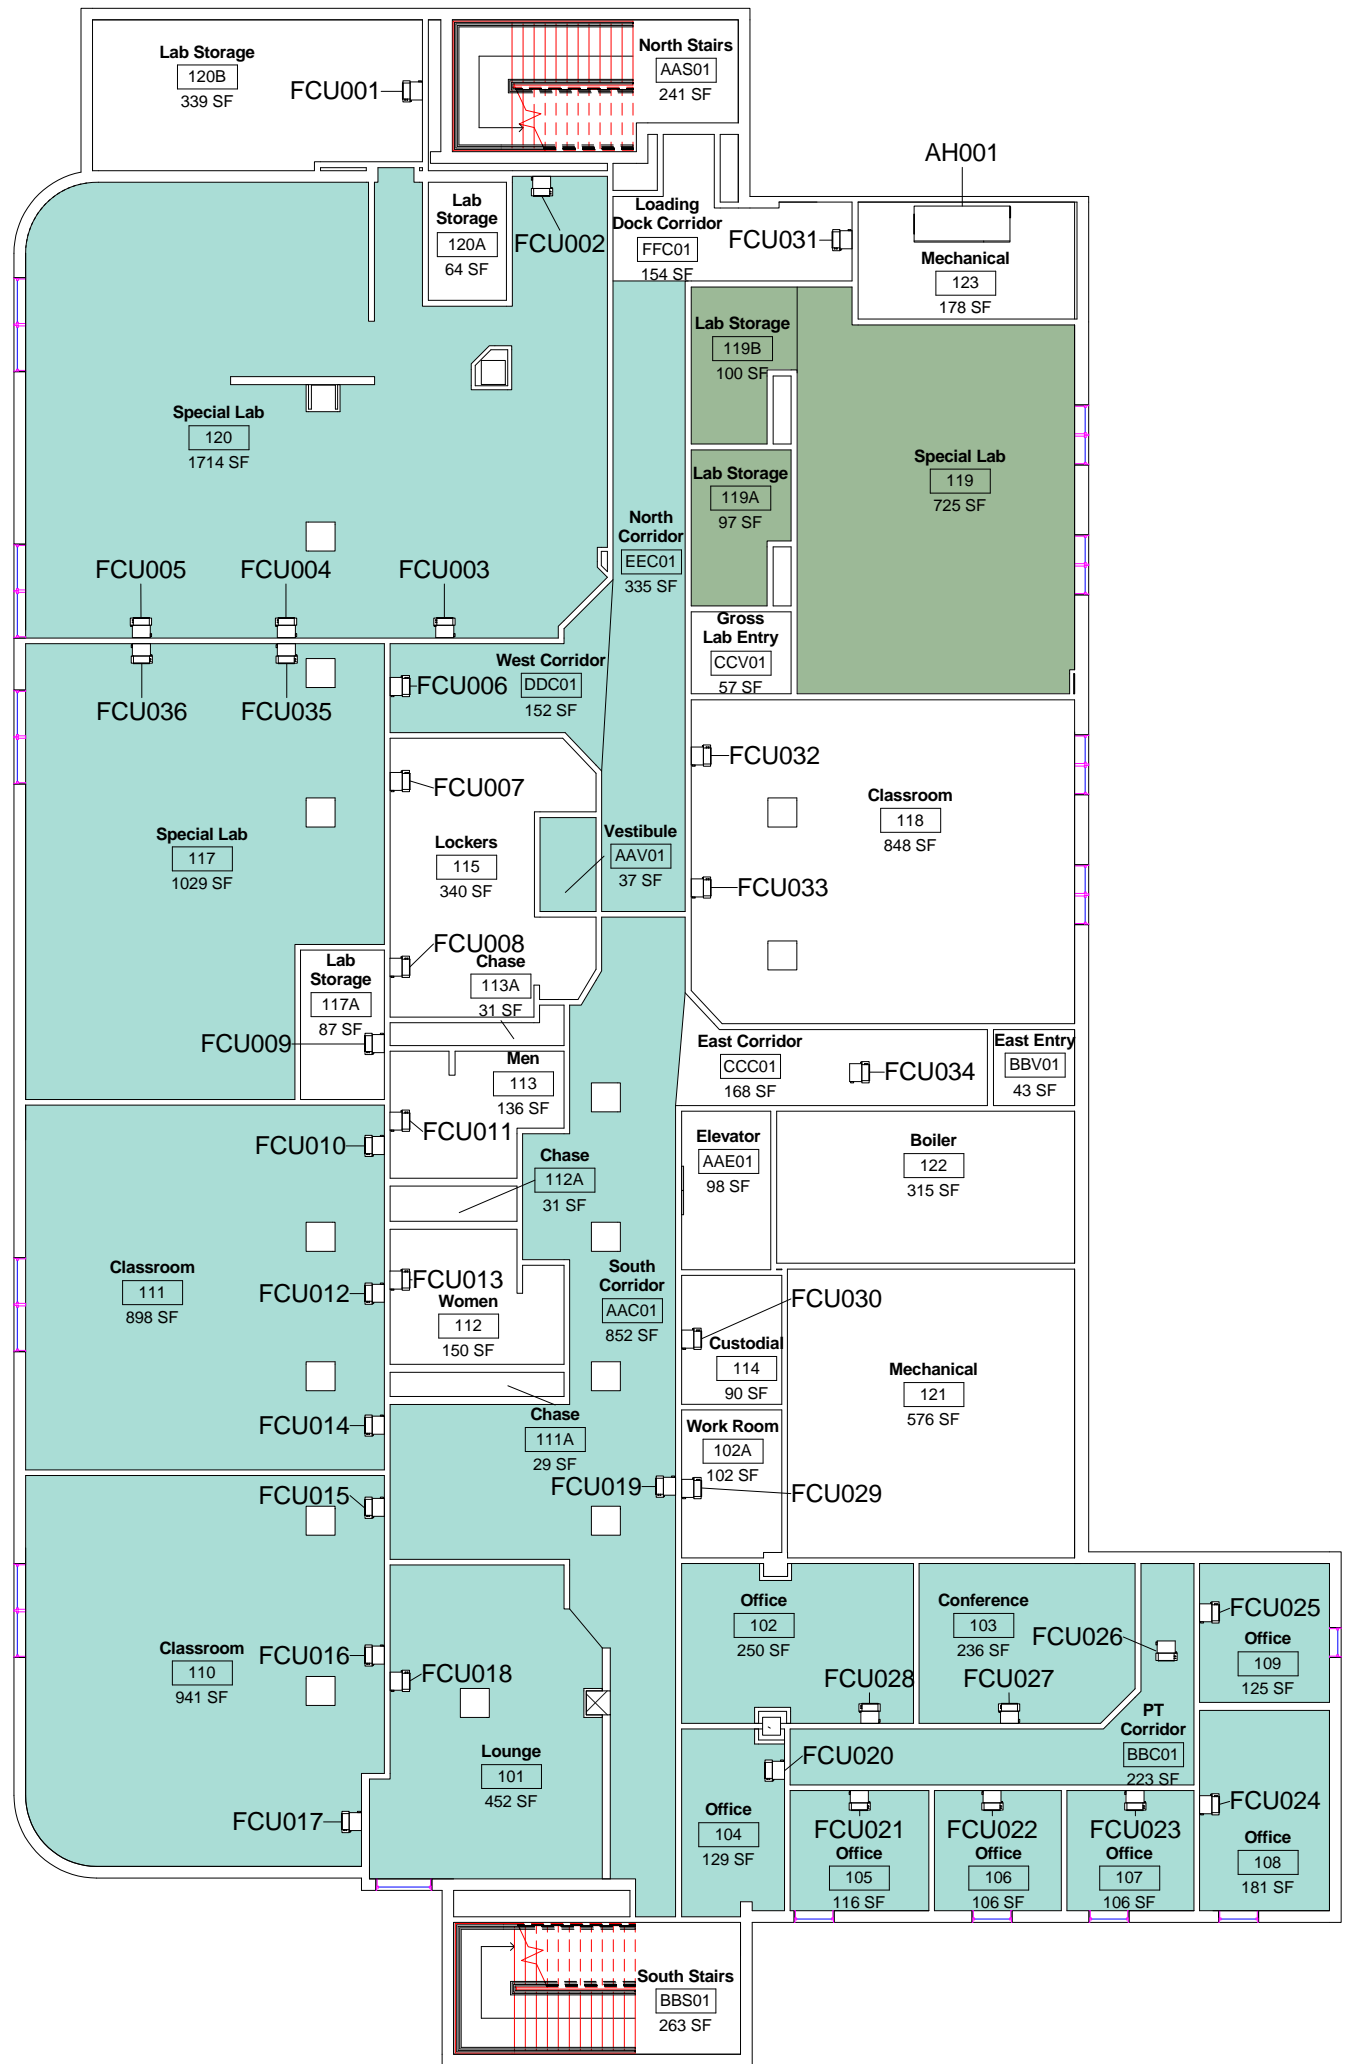 Lab Storage
120B
339 SF
FCU001
North Stairs
AAS01
241 SF
AH001
Lab
Storage
120A
64 SF
FCU002
Loading
Dock Corridor
FFC01
154 SF
FCU031
Mechanical
123
178 SF
Lab Storage
119B
100 SF
Special Lab
120
1714 SF
Lab Storage
119A
97 SF
Special Lab
119
725 SF
North
Corridor
EEC01
335 SF
FCU005
FCU004
FCU003
Gross
Lab Entry
CCV01
57 SF
West Corridor
DDC01
152 SF
FCU006
FCU036
FCU035
FCU032
FCU007
Classroom
118
848 SF
Special Lab
117
1029 SF
Lockers
115
340 SF
Vestibule
AAV01
37 SF
FCU033
FCU008
Chase
113A
31 SF
Lab
Storage
117A
87 SF
FCU009
East Corridor
CCC01
168 SF
FCU034
East Entry
BBV01
43 SF
Men
113
136 SF
FCU011
FCU010
Elevator
AAE01
98 SF
Boiler
122
315 SF
Chase
112A
31 SF
Classroom
111
898 SF
FCU012
FCU013
Women
112
150 SF
South
Corridor
AAC01
852 SF
FCU030
Custodial
114
90 SF
Mechanical
121
576 SF
FCU014
Chase
111A
29 SF
Work Room
102A
102 SF
FCU019
FCU029
FCU015
Office
102
250 SF
Conference
103
236 SF
FCU026
FCU025
Office
109
125 SF
Classroom
110
941 SF
FCU016
FCU018
FCU028
FCU027
PT
Corridor
BBC01
223 SF
Lounge
101
452 SF
FCU020
FCU017
Office
104
129 SF
FCU021
Office
105
116 SF
FCU022
Office
106
106 SF
FCU023
Office
107
106 SF
FCU024
Office
108
181 SF
South Stairs
BBS01
263 SF